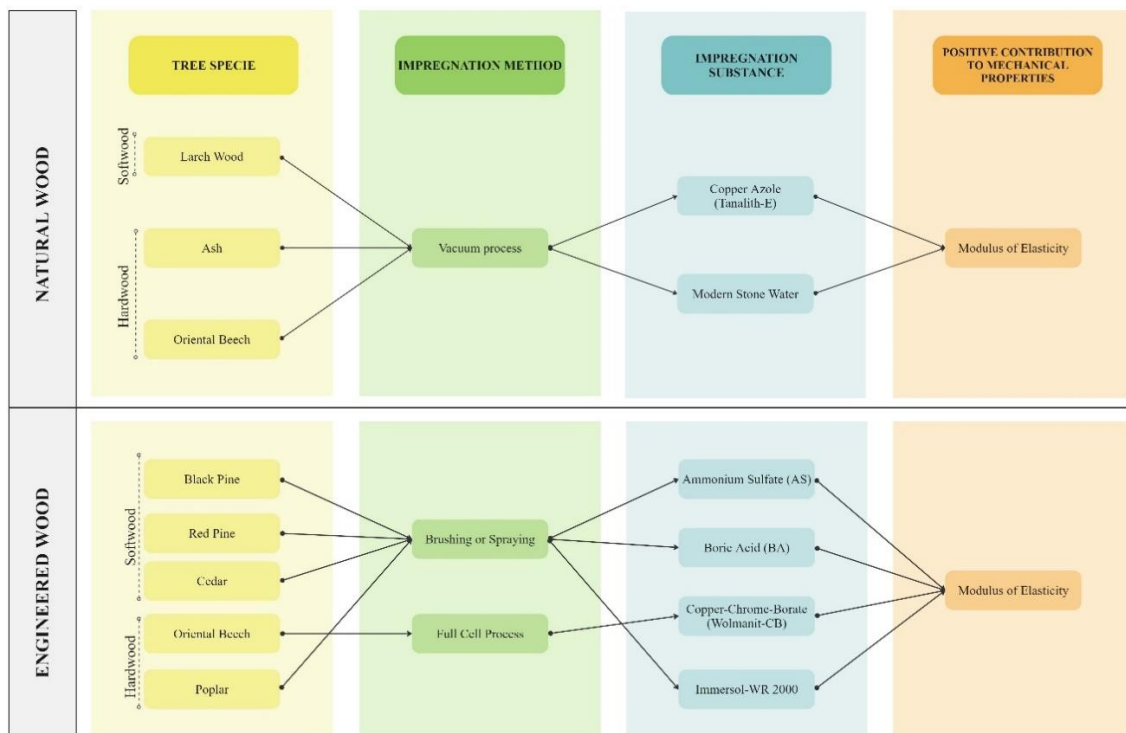 TREE SPECIE
IMPREGNATION METHOD
IMPREGNATION
SUBSTANCE
POSITIVE CONTRIBUTION
TO MECHANICAL
PROPERTIES
NATURAL WOOD
Softwood
Larch Wood
Hardwood
Ash
Oriental Beech
Vacuum process
Copper Azole
(Tanalith-E)
Modern Stone Water
Modulus of Elasticity
ENGINEERED WOOD
Softwood
Black Pine
Red Pine
Cedar
Hardwood
Oriental Beech
Poplar
Brushing or Spraying
Full Cell Process
Ammonium Sulfate (AS)
Boric Acid (BA)
Copper-Chrome-Borate
(Wolmanit-CB)
Immersol-WR 2000
Modulus of Elasticity